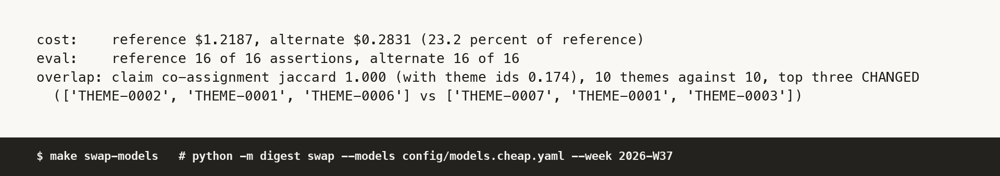 cost:    reference $1.2187, alternate $0.2831 (23.2 percent of reference)
eval:    reference 16 of 16 assertions, alternate 16 of 16
overlap: claim co-assignment jaccard 1.000 (with theme ids 0.174), 10 themes against 10, top three CHANGED
  (['THEME-0002', 'THEME-0001', 'THEME-0006'] vs ['THEME-0007', 'THEME-0001', 'THEME-0003'])
$ make swap-models   # python -m digest swap --models config/models.cheap.yaml --week 2026-W37